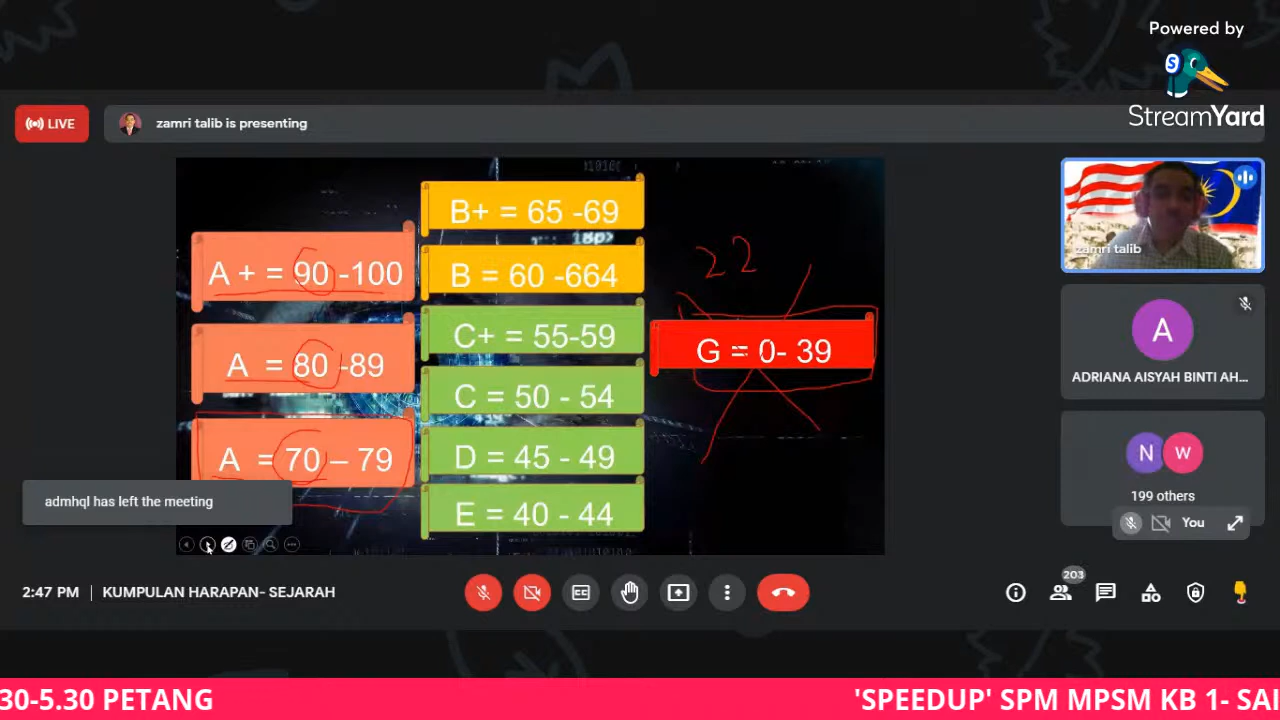 Powered by
S
StreamYard
LIVE
zamri talib is presenting
A + = 90 -100
A = 80 -89
A = 70 – 79
B+ = 65 -69
18p>
B = 60 -664
C+ = 55-59
C = 50 - 54
D = 45 - 49
E = 40 - 44
22
G = 0- 39
zamri talib
A
ADRIANA AISYAH BINTI AH...
N
W
199 others
You
admhql has left the meeting
2:47 PM | KUMPULAN HARAPAN- SEJARAH
CC
203
30-5.30 PETANG
'SPEEDUP' SPM MPSM KB 1- SAI